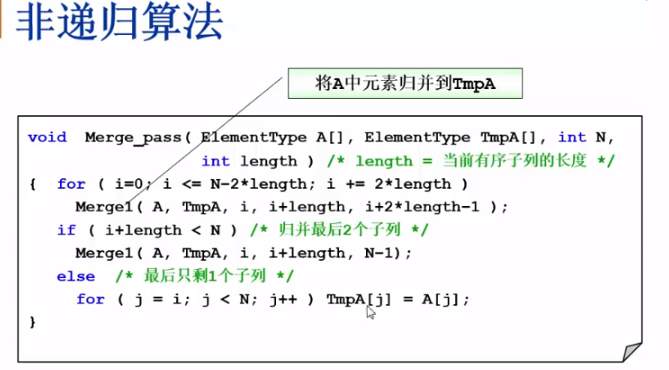 非递归算法
将A中元素归并到TmpA
void Merge_pass( ElementType A[], ElementType TmpA[], int N,
int length ) /* length = 当前有序子列的长度 */
{ for ( i=0; i <= N-2*length; i += 2*length )
Merge1( A, TmpA, i, i+length, i+2*length-1 );
if ( i+length < N ) /* 归并最后2个子列 */
Merge1( A, TmpA, i, i+length, N-1);
else /* 最后只剩1个子列 */
for ( j = i; j < N; j++ ) TmpA[j] = A[j];
}